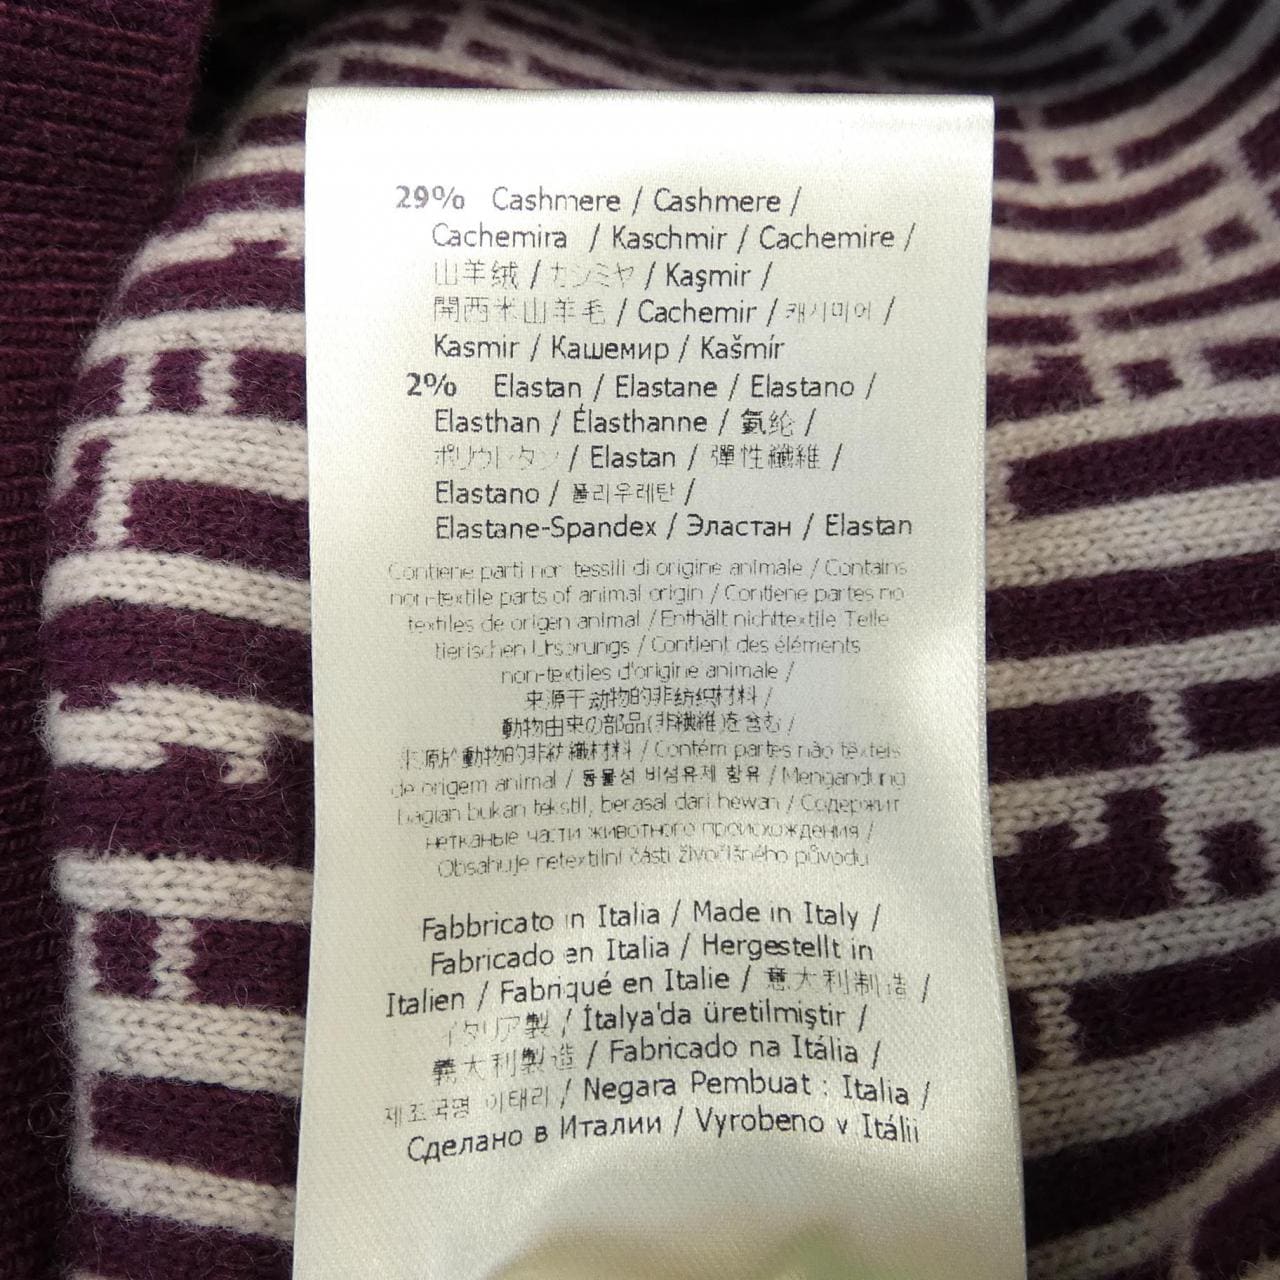 29% Cashmere / Cashmere /
Cachemira / Kaschmir / Cachemire /
山羊绒 / カシミヤ / Kaşmir /
開西米山羊毛 / Cachemir / 캐시미어 /
Kasmir / Кашемир / Kašmír
2% Elastan / Elastane / Elastano /
Elasthan / Élasthanne / 氨纶 /
ポリウレタン / Elastan / 彈性纖維 /
Elastano / 폴리우레탄 /
Elastane-Spandex / Эластан / Elastan
Contiene parti non tessili di origine animale / Contains
non-textile parts of animal origin / Contiene partes no
textiles de origen animal / Enthält nichttextile Teile
tierischen Ursprungs / Contient des éléments
non-textiles d'origine animale /
来源于动物的非纺织材料 /
動物由来の部品(非繊維)を含む /
來源於動物的非紡織材料 / Contém partes não têxteis
de origem animal / 동물성 비섬유제 함유 / Mengandung
bagian bukan tekstil, berasal dari hewan / Содержит
нетканые части животного происхождения /
Obsahuje netextilní části živočišného původu
Fabbricato in Italia / Made in Italy /
Fabricado en Italia / Hergestellt in
Italien / Fabriqué en Italie / 意大利制造 /
イタリア製 / İtalya'da üretilmiştir /
義大利製造 / Fabricado na Itália /
제조국명 이태리 / Negara Pembuat : Italia /
Сделано в Италии / Vyrobeno v Itálii